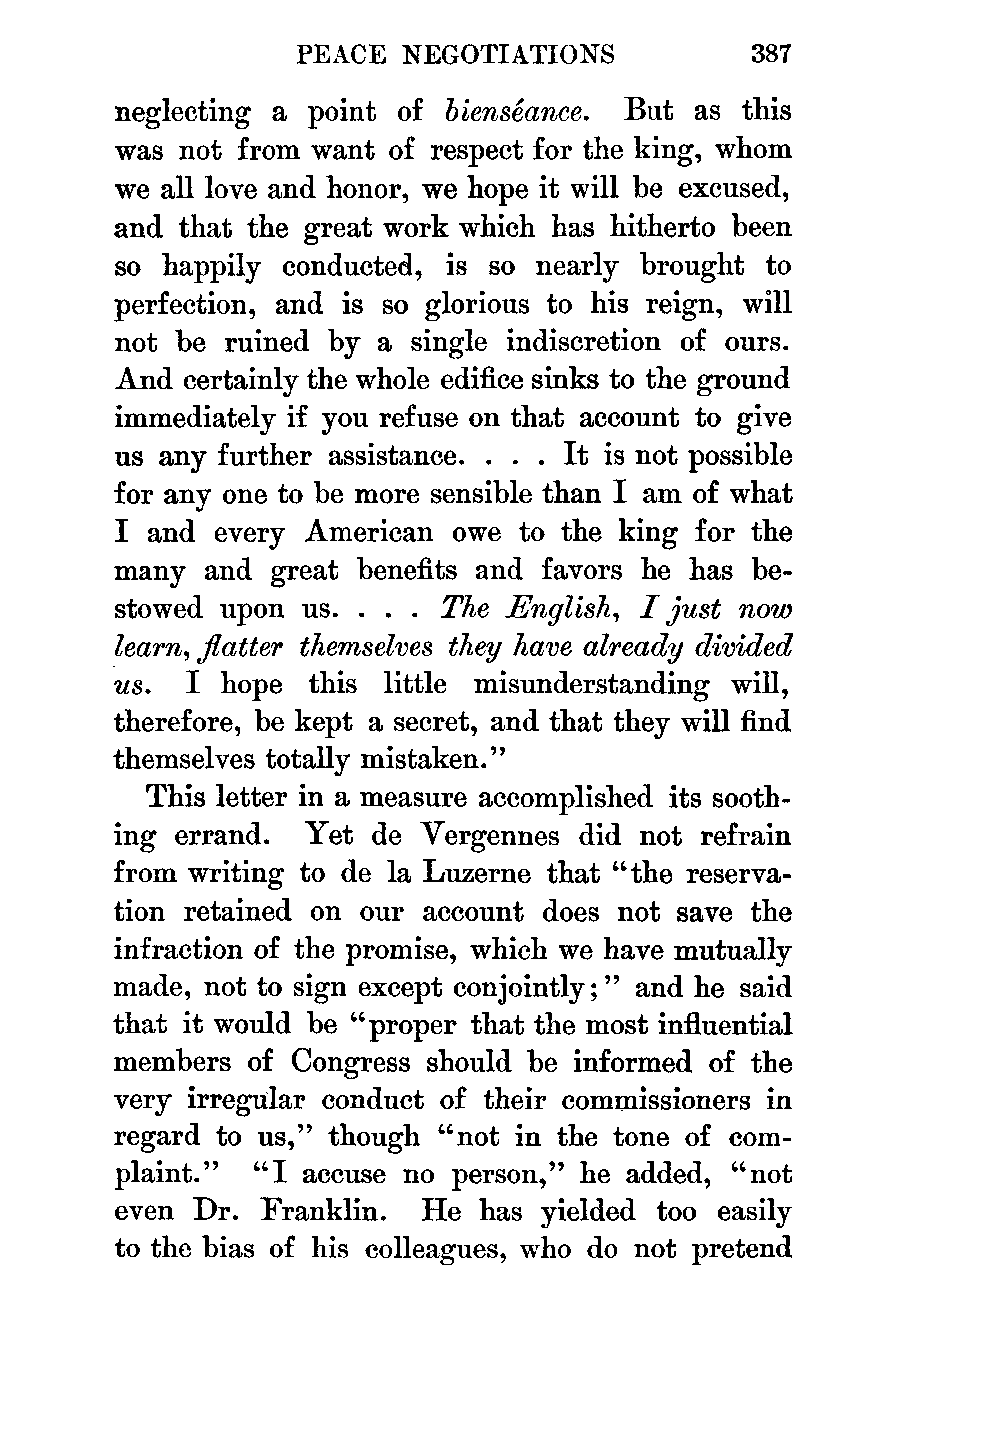 PEACE NEGOTIATIONS 387
neglecting a point of bienséance. But as this
was not from want of respect for the king, whom
we all love and honor, we hope it will be excused,
and that the great work which has hitherto been
so happily conducted, is so nearly brought to
perfection, and is so glorious to his reign, will
not be ruined by a single indiscretion of ours.
And certainly the whole edifice sinks to the ground
immediately if you refuse on that account to give
us any further assistance. . . . It is not possible
for any one to be more sensible than I am of what
I and every American owe to the king for the
many and great benefits and favors he has be-
stowed upon us. . . . The English, I just now
learn, flatter themselves they have already divided
us. I hope this little misunderstanding will,
therefore, be kept a secret, and that they will find
themselves totally mistaken."
This letter in a measure accomplished its sooth-
ing errand. Yet de Vergennes did not refrain
from writing to de la Luzerne that "the reserva-
tion retained on our account does not save the
infraction of the promise, which we have mutually
made, not to sign except conjointly;" and he said
that it would be "proper that the most influential
members of Congress should be informed of the
very irregular conduct of their commissioners in
regard to us," though "not in the tone of com-
plaint." "I accuse no person," he added, "not
even Dr. Franklin. He has yielded too easily
to the bias of his colleagues, who do not pretend